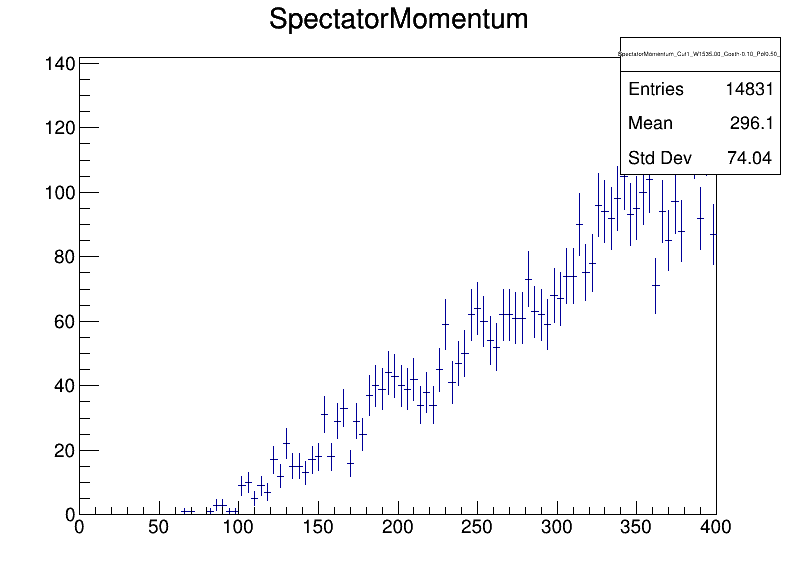 SpectatorMomentum
SpectatorMomentum_Cut1_W1535.00_Costh-0.10_Pol0.50_
Entries 14831
Mean 296.1
Std Dev 74.04
140
120
100
80
60
40
20
0
0 50 100 150 200 250 300 350 400